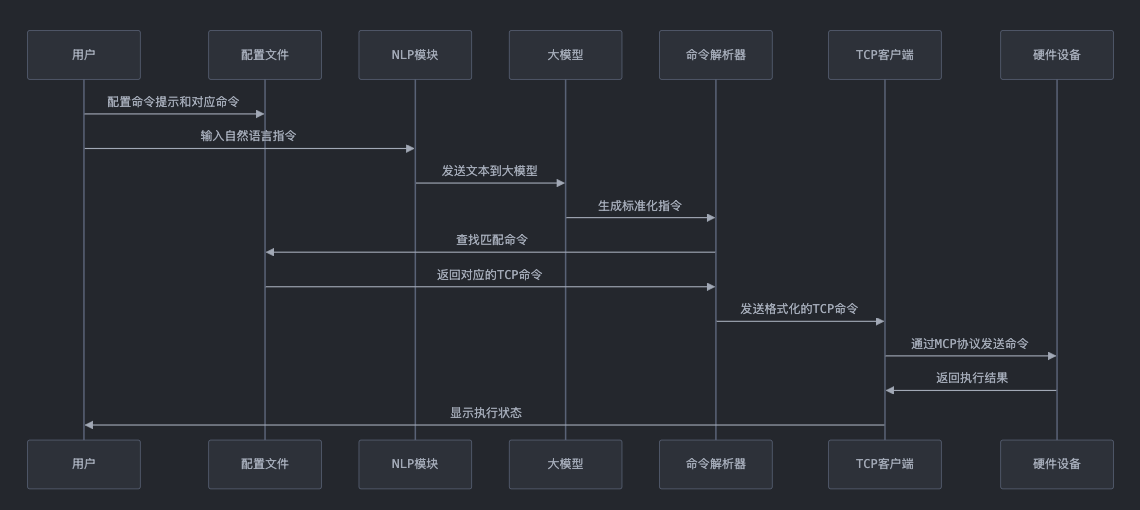 用户
配置文件
NLP模块
大模型
命令解析器
TCP客户端
硬件设备
配置命令提示和对应命令
输入自然语言指令
发送文本到大模型
生成标准化指令
查找匹配命令
返回对应的TCP命令
发送格式化的TCP命令
通过MCP协议发送命令
返回执行结果
显示执行状态
用户
配置文件
NLP模块
大模型
命令解析器
TCP客户端
硬件设备